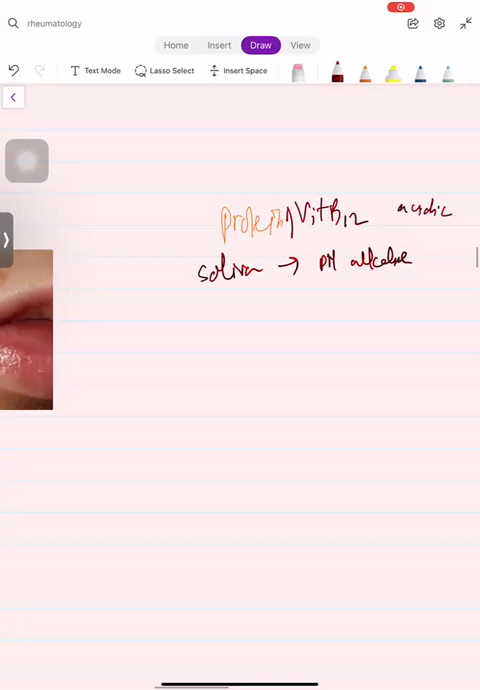 rheumatology
Home Insert Draw View
Text Mode Lasso Select Insert Space
Protein / Vit B12 acidic
saliva → pH alkaline